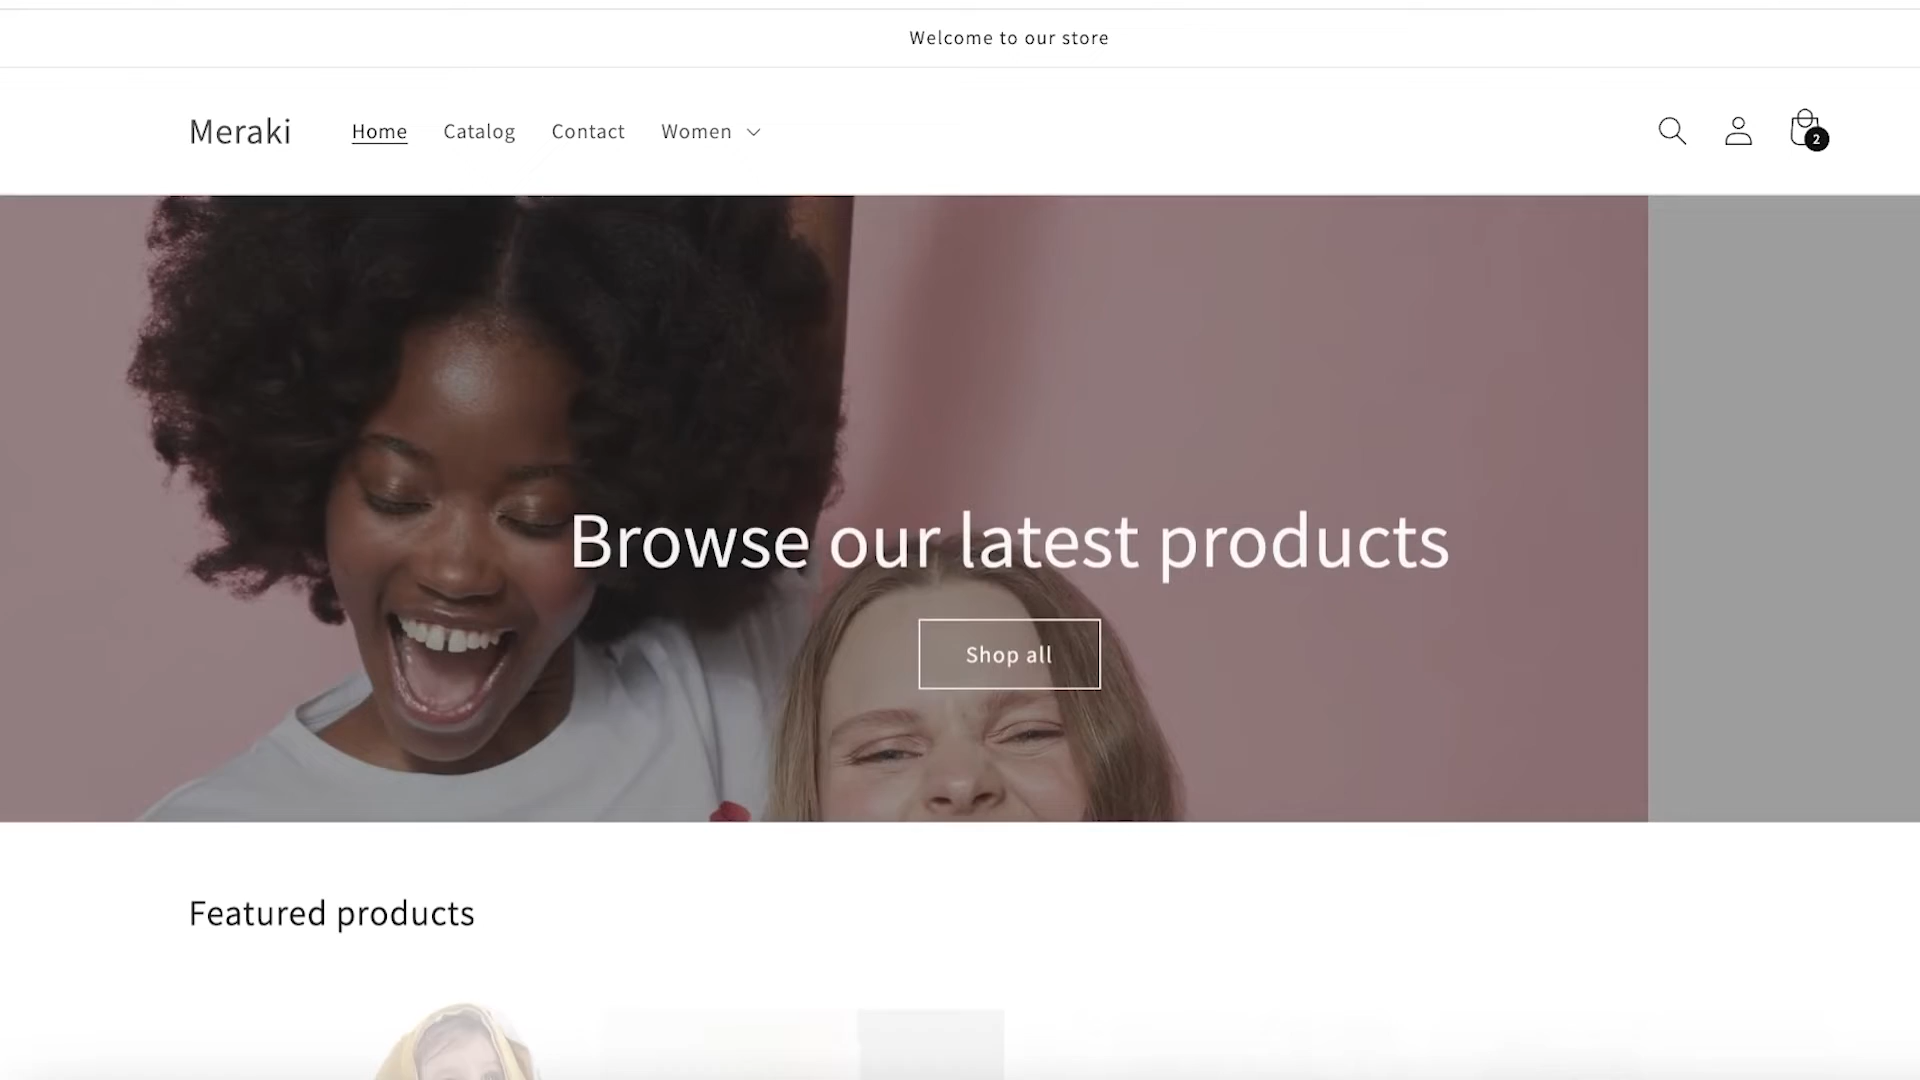 Welcome to our store
Meraki Home Catalog Contact Women
2
Browse our latest products
Shop all
Featured products